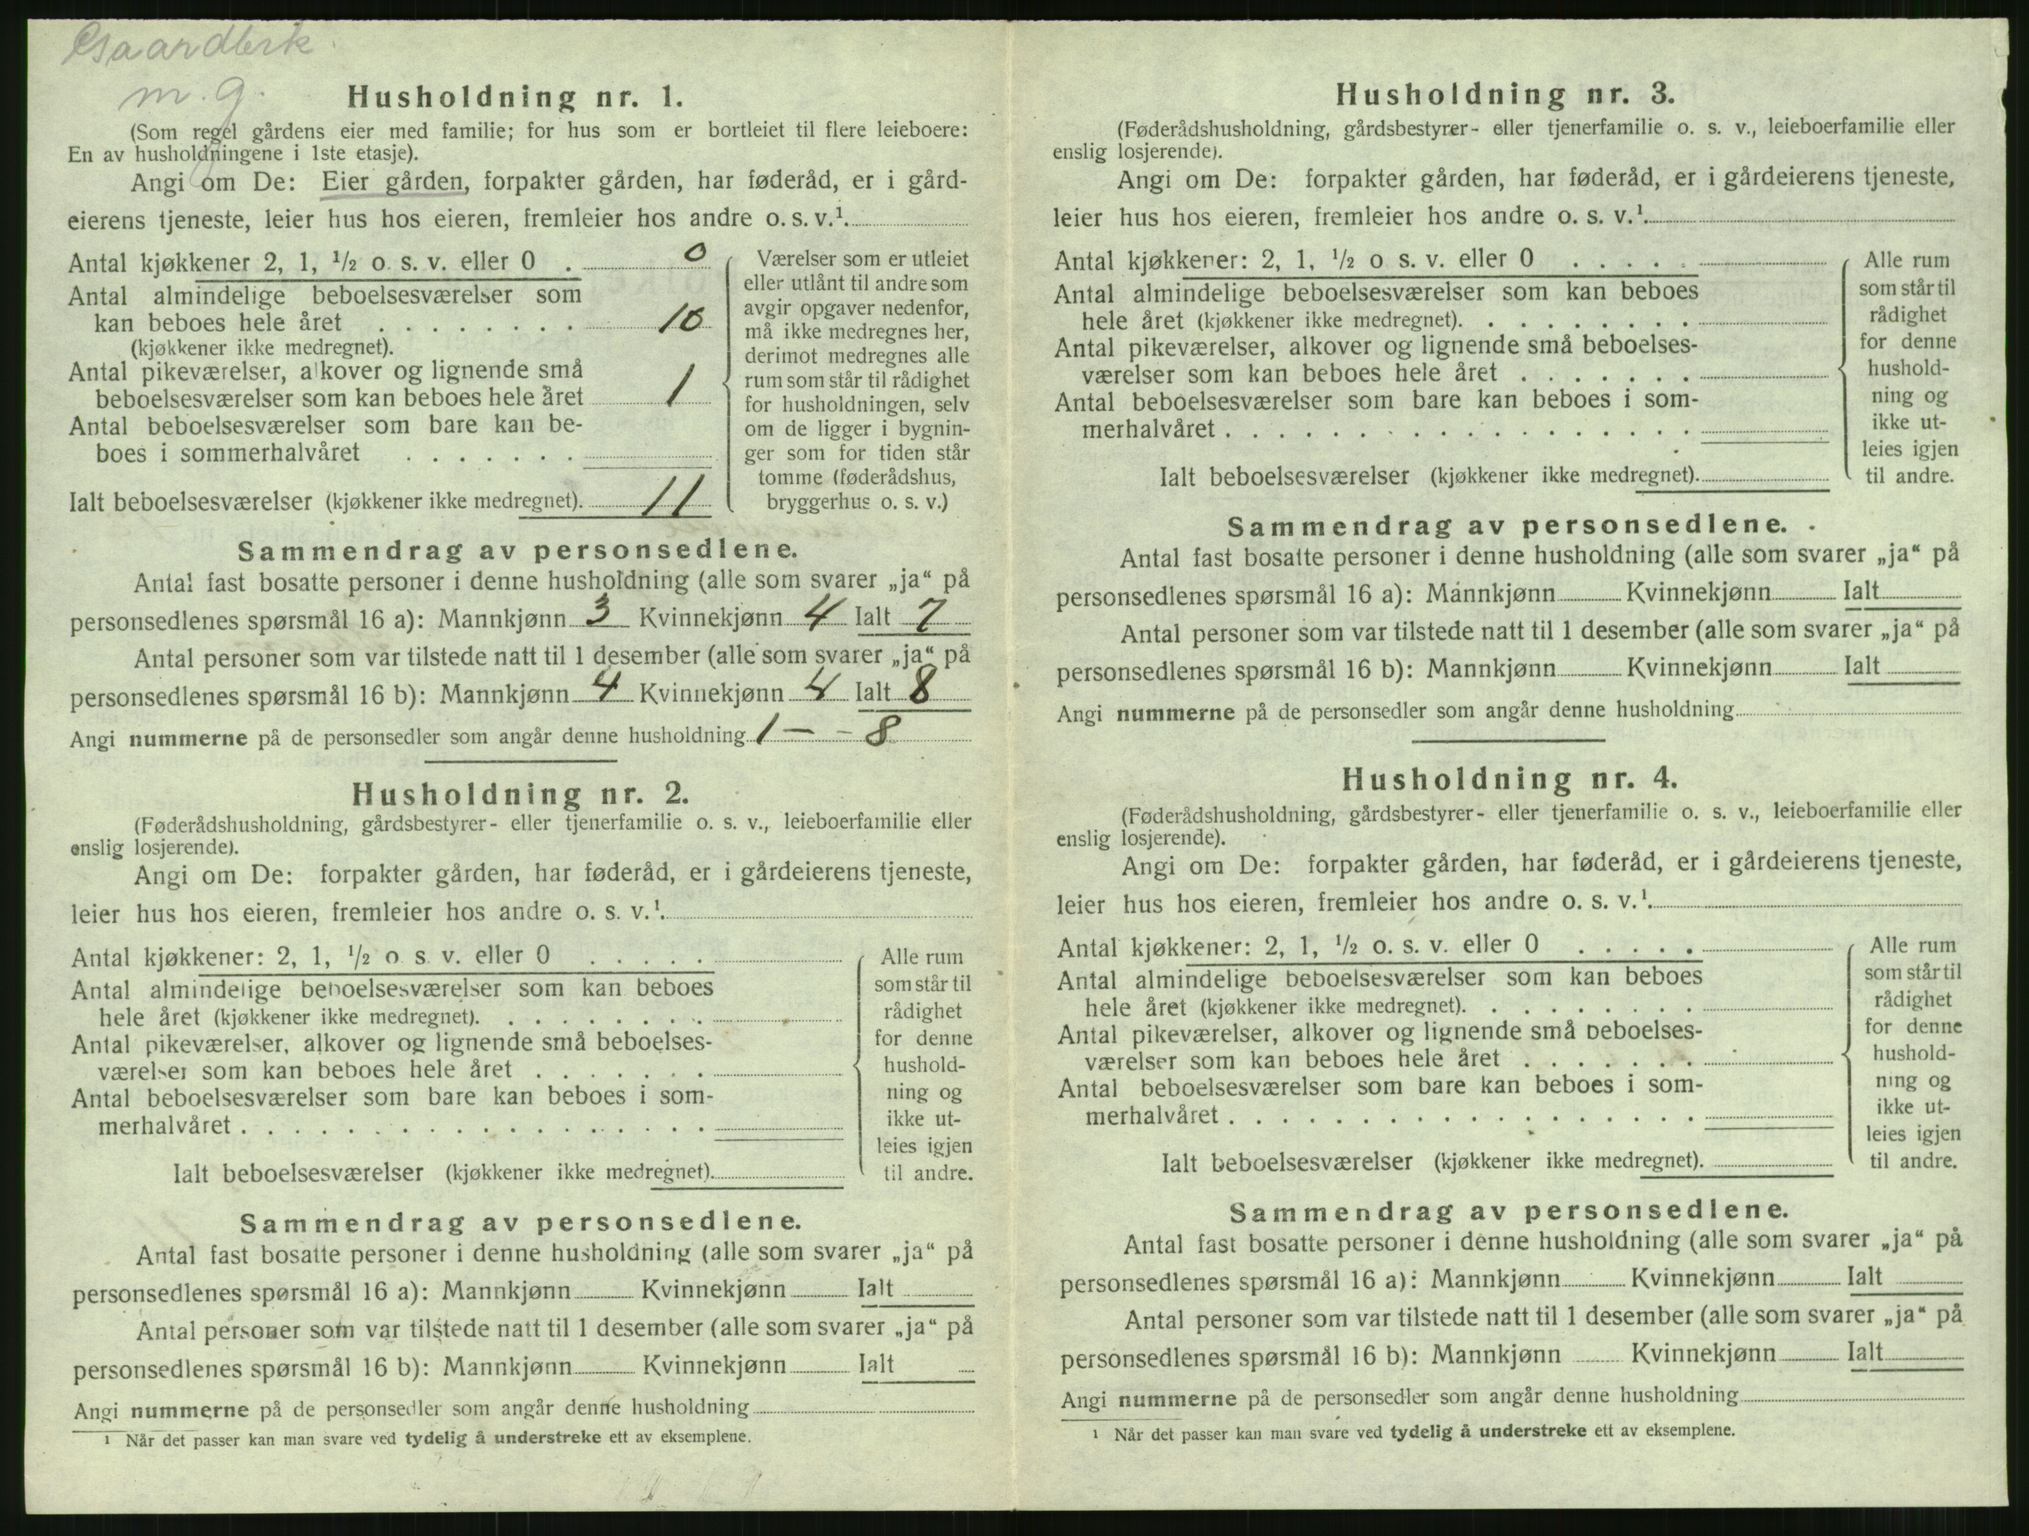 Gaardbruk
m. g.
Husholdning nr. 1.
(Som regel gårdens eier med familie; for hus som er bortleiet til flere leieboere:
En av husholdningene i 1ste etasje).
Angi om De: Eier gården, forpakter gården, har føderåd, er i gård-
eierens tjeneste, leier hus hos eieren, fremleier hos andre o. s. v.¹
Antal kjøkkener 2, 1, ½ o. s. v. eller 0 . 0
Antal almindelige beboelsesværelser som
kan beboes hele året . . . . . . . . 10
(kjøkkener ikke medregnet).
Antal pikeværelser, alkover og lignende små
beboelsesværelser som kan beboes hele året 1
Antal beboelsesværelser som bare kan be-
boes i sommerhalvåret . . . . . . .
Ialt beboelsesværelser (kjøkkener ikke medregnet). 11
Værelser som er utleiet
eller utlånt til andre som
avgir opgaver nedenfor,
må ikke medregnes her,
derimot medregnes alle
rum som står til rådighet
for husholdningen, selv
om de ligger i bygnin-
ger som for tiden står
tomme (føderådshus,
bryggerhus o. s. v.)
Sammendrag av personsedlene.
Antal fast bosatte personer i denne husholdning (alle som svarer „ja“ på
personsedlenes spørsmål 16 a): Mannkjønn 3 Kvinnekjønn 4 Ialt 7
Antal personer som var tilstede natt til 1 desember (alle som svarer „ja“ på
personsedlenes spørsmål 16 b): Mannkjønn 4 Kvinnekjønn 4 Ialt 8
Angi nummerne på de personsedler som angår denne husholdning 1 — - 8
Husholdning nr. 2.
(Føderådshusholdning, gårdsbestyrer- eller tjenerfamilie o. s. v., leieboerfamilie eller
enslig losjerende).
Angi om De: forpakter gården, har føderåd, er i gårdeierens tjeneste,
leier hus hos eieren, fremleier hos andre o. s. v.¹
Antal kjøkkener: 2, 1, ½ o. s. v. eller 0 . . . . .
Antal almindelige beboelsesværelser som kan beboes
hele året (kjøkkener ikke medregnet). . . . . . . . .
Antal pikeværelser, alkover og lignende små beboelses-
værelser som kan beboes hele året . . . . . . .
Antal beboelsesværelser som bare kan beboes i som-
merhalvåret . . . . . . . . . . . . . . . . . .
Ialt beboelsesværelser (kjøkkener ikke medregnet).
Alle rum
som står til
rådighet
for denne
hushold-
ning og
ikke ut-
leies igjen
til andre.
Sammendrag av personsedlene.
Antal fast bosatte personer i denne husholdning (alle som svarer „ja“ på
personsedlenes spørsmål 16 a): Mannkjønn Kvinnekjønn Ialt
Antal personer som var tilstede natt til 1 desember (alle som svarer „ja“ på
personsedlenes spørsmål 16 b): Mannkjønn Kvinnekjønn Ialt
Angi nummerne på de personsedler som angår denne husholdning
¹ Når det passer kan man svare ved tydelig å understreke ett av eksemplene.
Husholdning nr. 3.
(Føderådshusholdning, gårdsbestyrer- eller tjenerfamilie o. s. v., leieboerfamilie eller
enslig losjerende).
Angi om De: forpakter gården, har føderåd, er i gårdeierens tjeneste,
leier hus hos eieren, fremleier hos andre o. s. v.¹
Antal kjøkkener: 2, 1, ½ o s. v. eller 0 . . . . .
Antal almindelige beboelsesværelser som kan beboes
hele året (kjøkkener ikke medregnet). . . . . . . . .
Antal pikeværelser, alkover og lignende små beboelses-
værelser som kan beboes hele året . . . . . . .
Antal beboelsesværelser som bare kan beboes i som-
merhalvåret . . . . . . . . . . . . . . . . . .
Ialt beboelsesværelser (kjøkkener ikke medregnet).
Alle rum
som står til
rådighet
for denne
hushold-
ning og
ikke ut-
leies igjen
til andre.
Sammendrag av personsedlene.
Antal fast bosatte personer i denne husholdning (alle som svarer „ja“ på
personsedlenes spørsmål 16 a): Mannkjønn Kvinnekjønn Ialt
Antal personer som var tilstede natt til 1 desember (alle som svarer „ja“ på
personsedlenes spørsmål 16 b): Mannkjønn Kvinnekjønn Ialt
Angi nummerne på de personsedler som angår denne husholdning
Husholdning nr. 4.
(Føderådshusholdning, gårdsbestyrer- eller tjenerfamilie o. s. v., leieboerfamilie eller
enslig losjerende).
Angi om De: forpakter gården, har føderåd, er i gårdeierens tjeneste,
leier hus hos eieren, fremleier hos andre o. s. v.¹
Antal kjøkkener: 2, 1, ½ o. s. v. eller 0 . . . . .
Antal almindelige beboelsesværelser som kan beboes
hele året (kjøkkener ikke medregnet). . . . . . . . .
Antal pikeværelser, alkover og lignende små beboelses-
værelser som kan beboes hele året . . . . . . .
Antal beboelsesværelser som bare kan beboes i som-
merhalvåret . . . . . . . . . . . . . . . . . .
Ialt beboelsesværelser (kjøkkener ikke medregnet).
Alle rum
som står til
rådighet
for denne
hushold-
ning og
ikke ut-
leies igjen
til andre.
Sammendrag av personsedlene.
Antal fast bosatte personer i denne husholdning (alle som svarer „ja“ på
personsedlenes spørsmål 16 a): Mannkjønn Kvinnekjønn Ialt
Antal personer som var tilstede natt til 1 desember (alle som svarer „ja“ på
personsedlenes spørsmål 16 b): Mannkjønn Kvinnekjønn Ialt
Angi nummerne på de personsedler som angår denne husholdning
¹ Når det passer kan man svare ved tydelig å understreke ett av eksemplene.